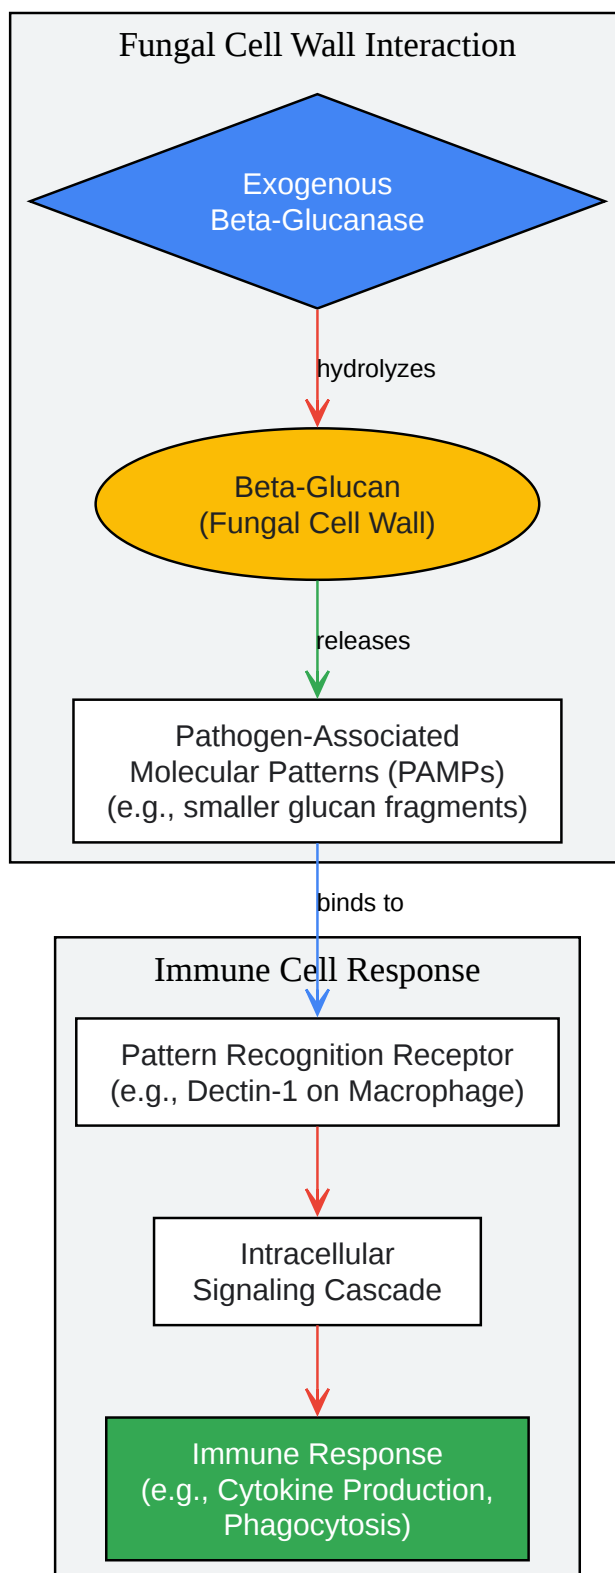 Fungal Cell Wall Interaction
Exogenous
Beta-Glucanase
hydrolyzes
Beta-Glucan
(Fungal Cell Wall)
releases
Pathogen-Associated
Molecular Patterns (PAMPs)
(e.g., smaller glucan fragments)
binds to
Immune Cell Response
Pattern Recognition Receptor
(e.g., Dectin-1 on Macrophage)
Intracellular
Signaling Cascade
Immune Response
(e.g., Cytokine Production,
Phagocytosis)